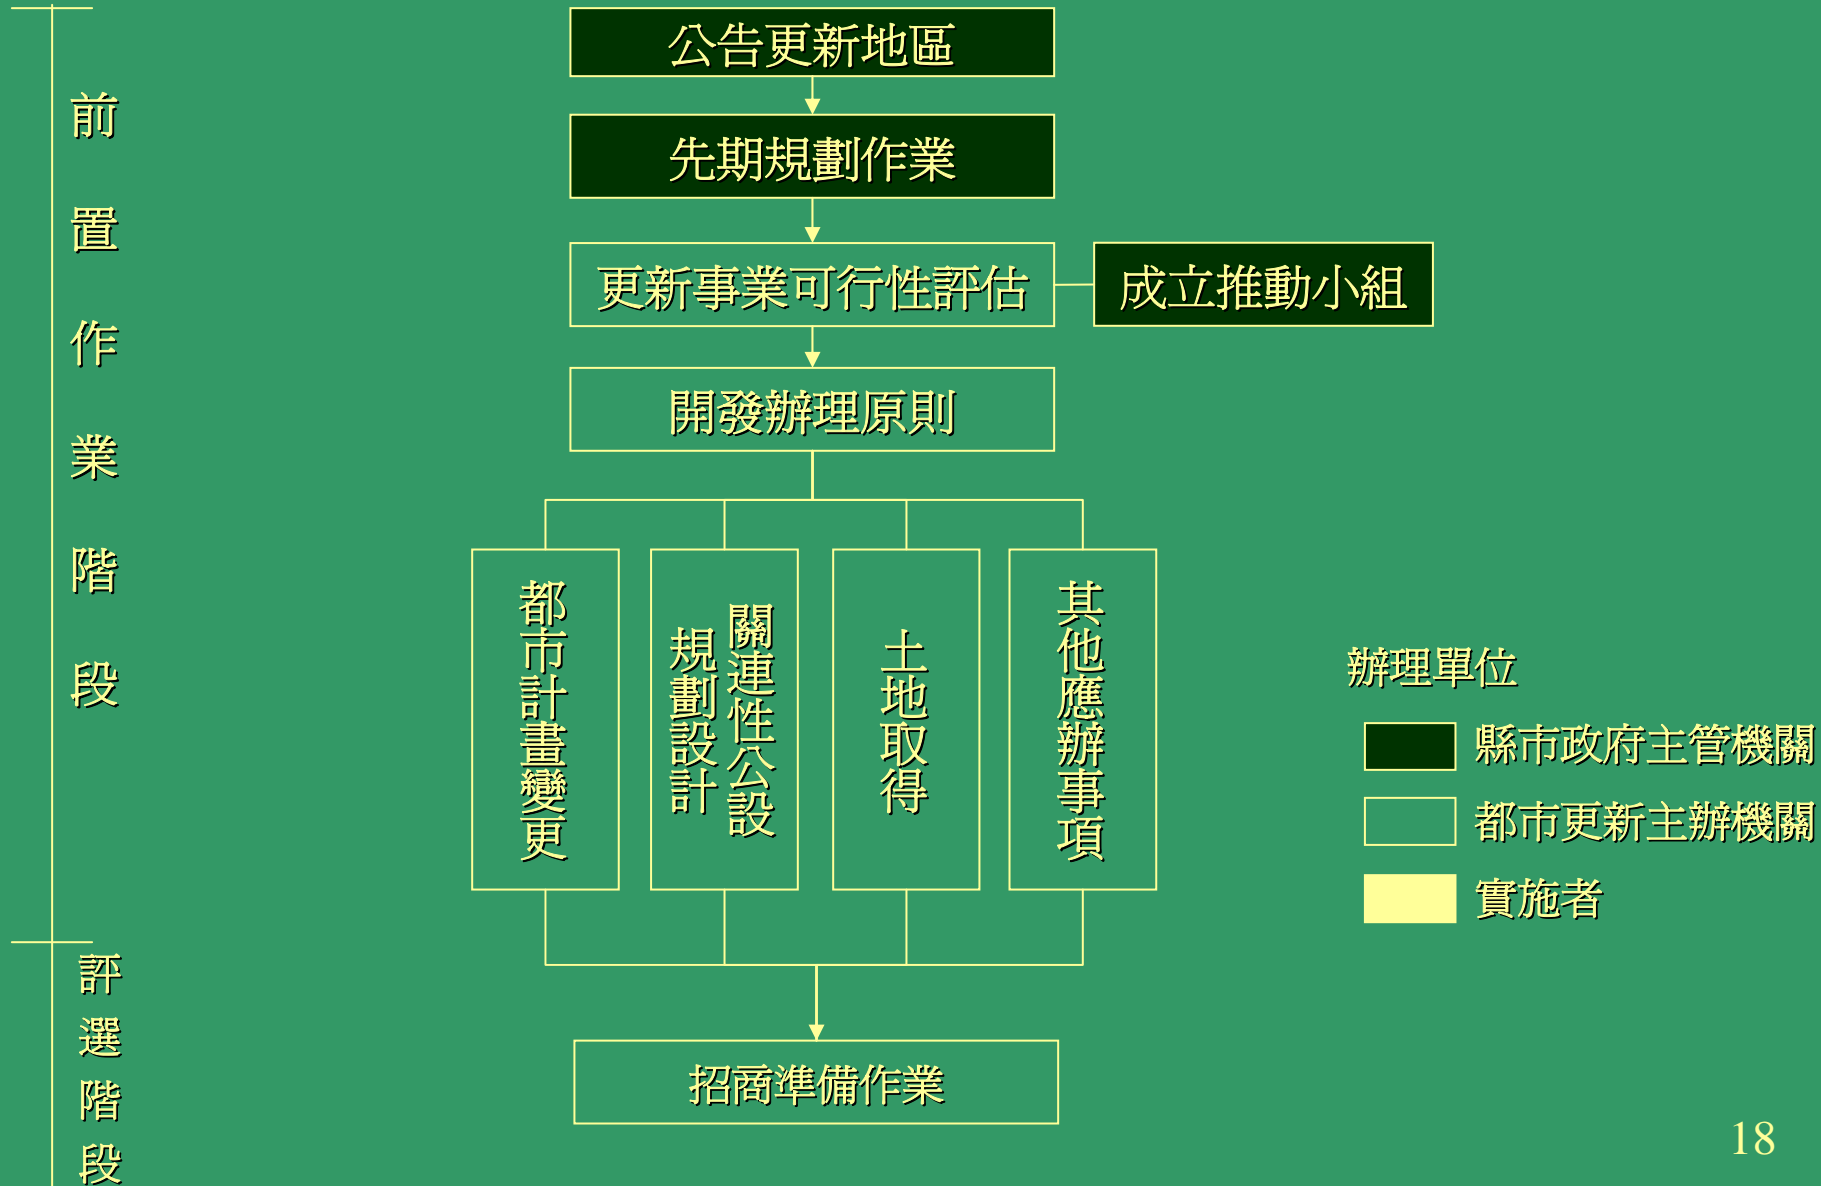 前置作業階段
公告更新地區
先期規劃作業
更新事業可行性評估
成立推動小組
開發辦理原則
都市計畫變更
關連性公設
規劃設計
土地取得
其他應辦事項
辦理單位
縣市政府主管機關
都市更新主辦機關
實施者
評選階段
招商準備作業
18